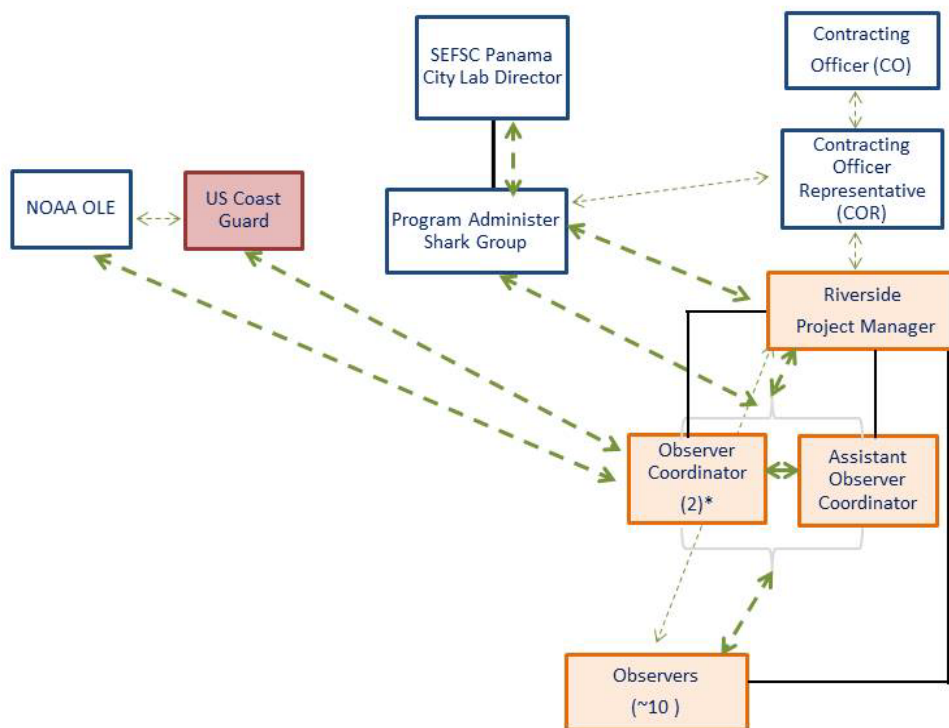 SEFSC Panama
City Lab Director
Contracting
Officer (CO)
Contracting
Officer
Representative
(COR)
NOAA OLE
US Coast
Guard
Program Administer
Shark Group
Riverside
Project Manager
Observer
Coordinator
(2)*
Assistant
Observer
Coordinator
Observers
(~10 )